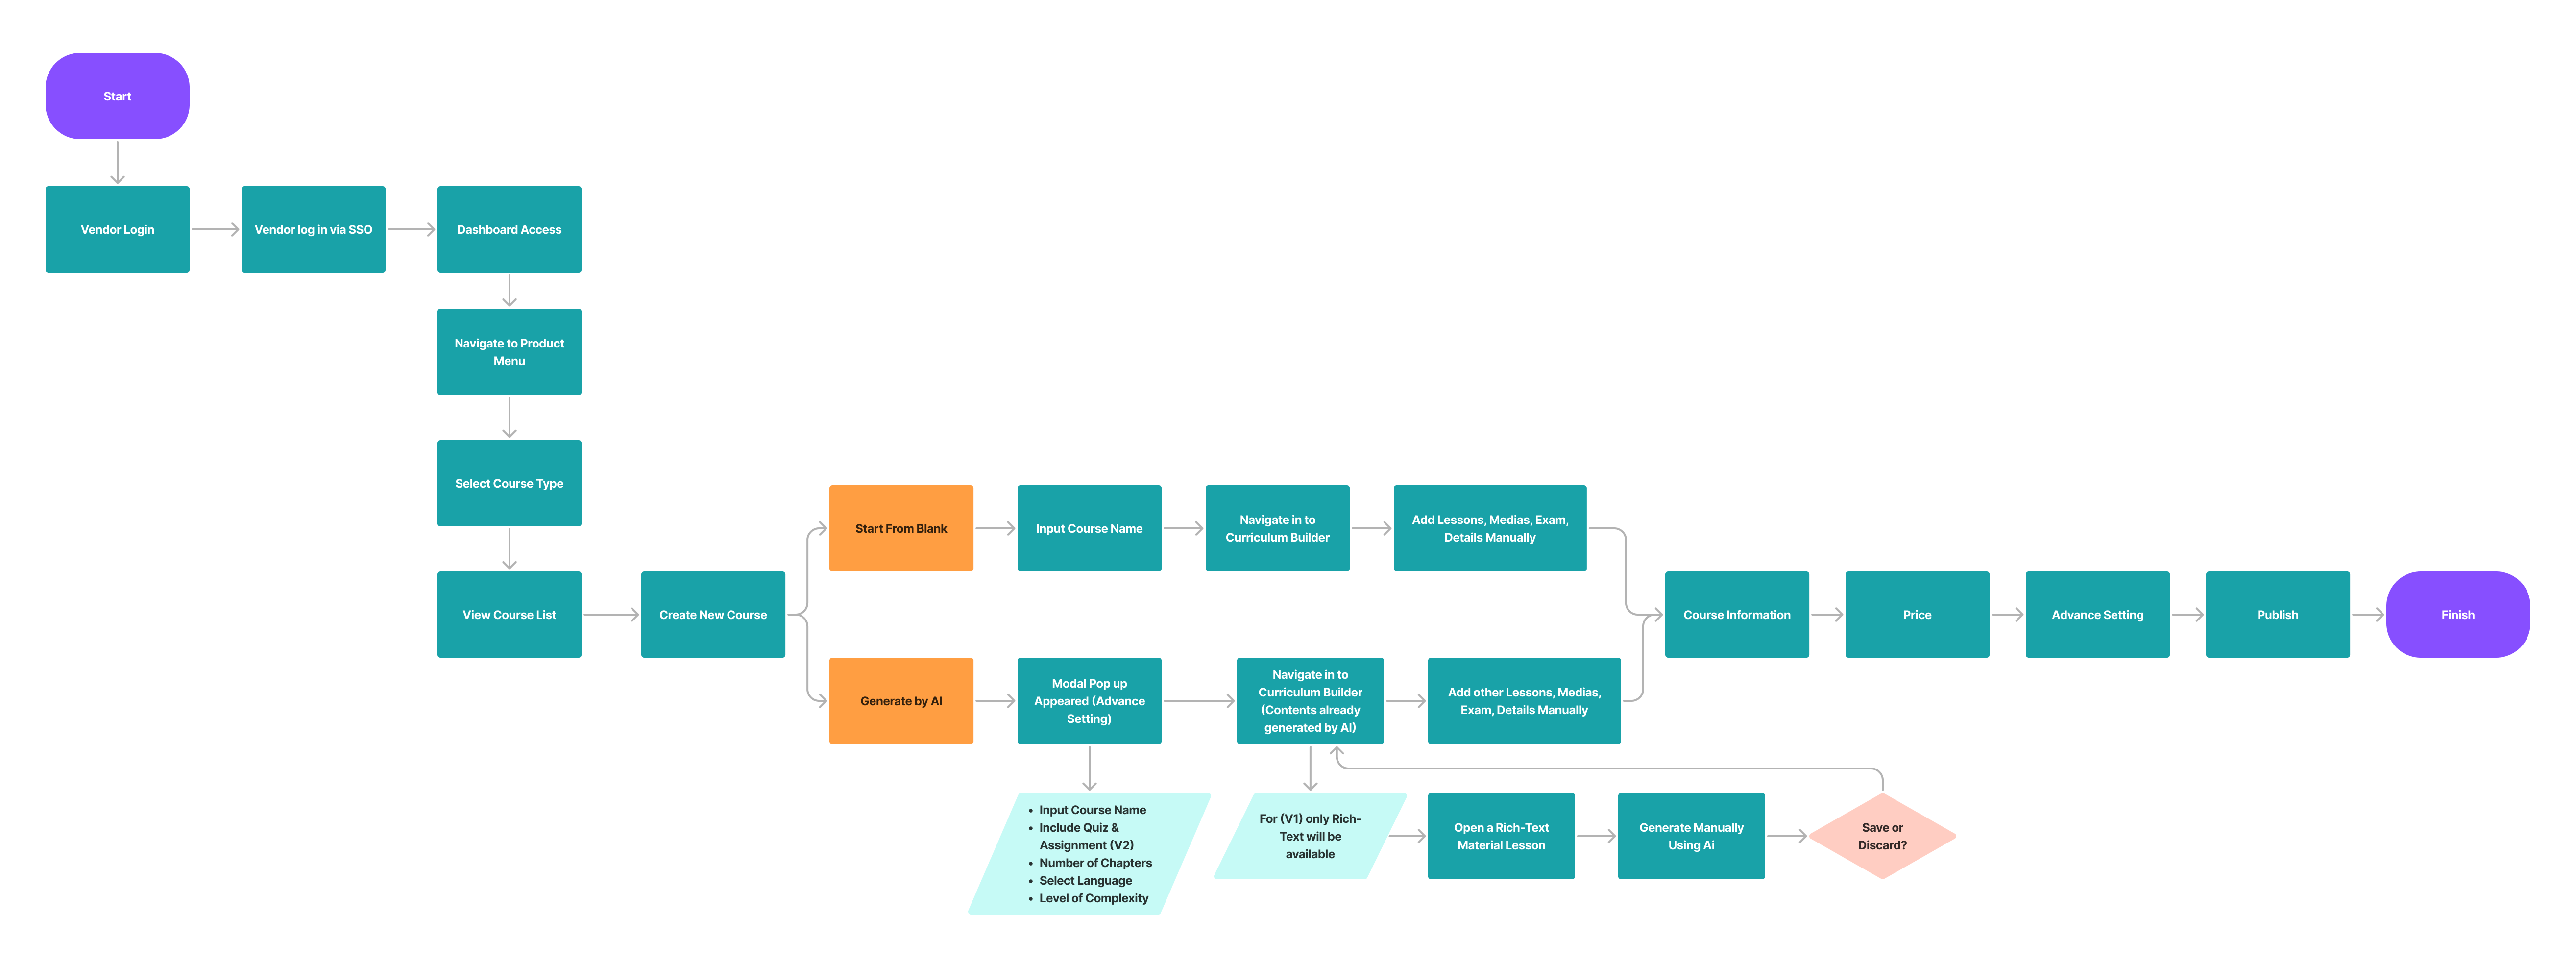 Start
Vendor Login
Vendor log in via SSO
Dashboard Access
Navigate to Product
Menu
Select Course Type
View Course List
Create New Course
Start From Blank
Input Course Name
Navigate in to
Curriculum Builder
Add Lessons, Medias, Exam,
Details Manually
Generate by AI
Modal Pop up
Appeared (Advance
Setting)
• Input Course Name
• Include Quiz &
Assignment (V2)
• Number of Chapters
• Select Language
• Level of Complexity
Navigate in to
Curriculum Builder
(Contents already
generated by AI)
For (V1) only Rich-
Text will be
available
Open a Rich-Text
Material Lesson
Generate Manually
Using Ai
Save or
Discard?
Add other Lessons, Medias,
Exam, Details Manually
Course Information
Price
Advance Setting
Publish
Finish